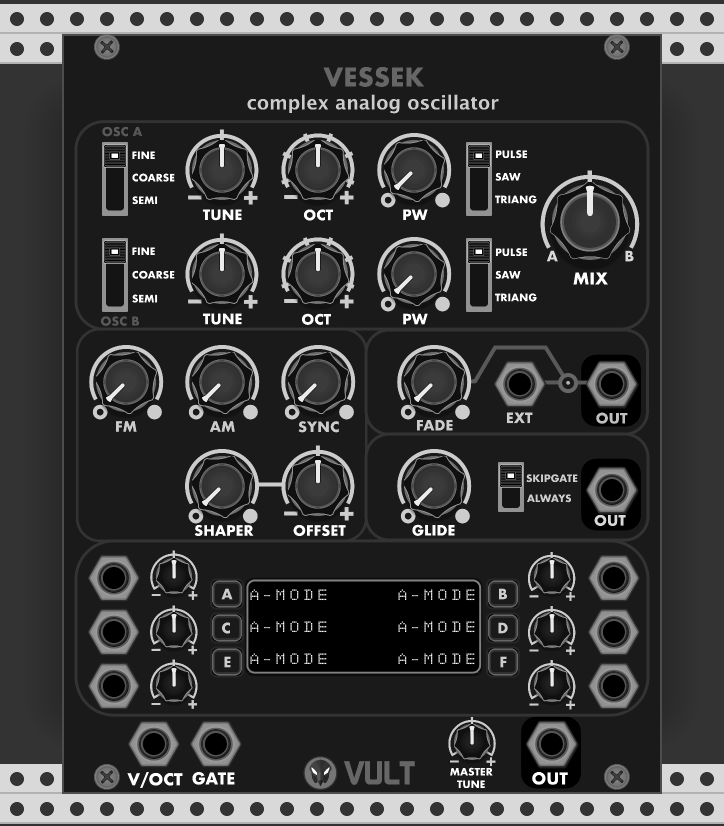 VESSEK
complex analog oscillator
OSC A
FINE
COARSE
SEMI
TUNE
OCT
PW
PULSE
SAW
TRIANG
A
B
MIX
FINE
COARSE
SEMI
OSC B
TUNE
OCT
PW
PULSE
SAW
TRIANG
FM
AM
SYNC
FADE
EXT
OUT
SHAPER
OFFSET
GLIDE
SKIPGATE
ALWAYS
OUT
A A-MODE A-MODE B
C A-MODE A-MODE D
E A-MODE A-MODE F
V/OCT
GATE
VULT
MASTER
TUNE
OUT